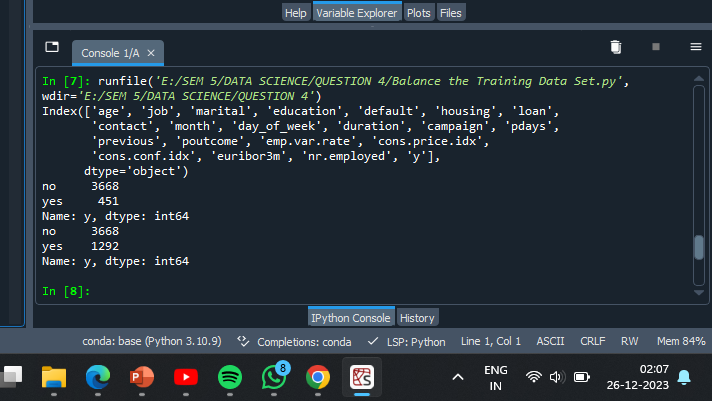 Help Variable Explorer Plots Files
Console 1/A ×
In [7]: runfile('E:/SEM 5/DATA SCIENCE/QUESTION 4/Balance the Training Data Set.py',
wdir='E:/SEM 5/DATA SCIENCE/QUESTION 4')
Index(['age', 'job', 'marital', 'education', 'default', 'housing', 'loan',
'contact', 'month', 'day_of_week', 'duration', 'campaign', 'pdays',
'previous', 'poutcome', 'emp.var.rate', 'cons.price.idx',
'cons.conf.idx', 'euribor3m', 'nr.employed', 'y'],
dtype='object')
no 3668
yes 451
Name: y, dtype: int64
no 3668
yes 1292
Name: y, dtype: int64
In [8]:
IPython Console History
conda: base (Python 3.10.9) Completions: conda LSP: Python Line 1, Col 1 ASCII CRLF RW Mem 84%
8
ENG 02:07
IN 26-12-2023